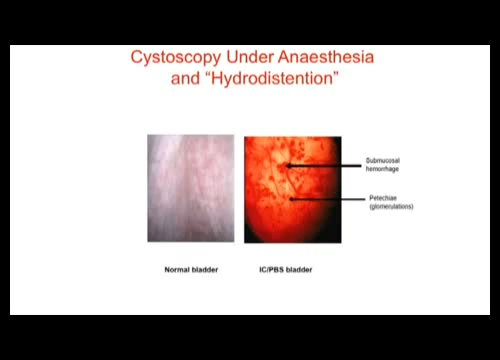 Cystoscopy Under Anaesthesia
and “Hydrodistention”
Submucosal
hemorrhage
Petechiae
(glomerulations)
Normal bladder
IC/PBS bladder